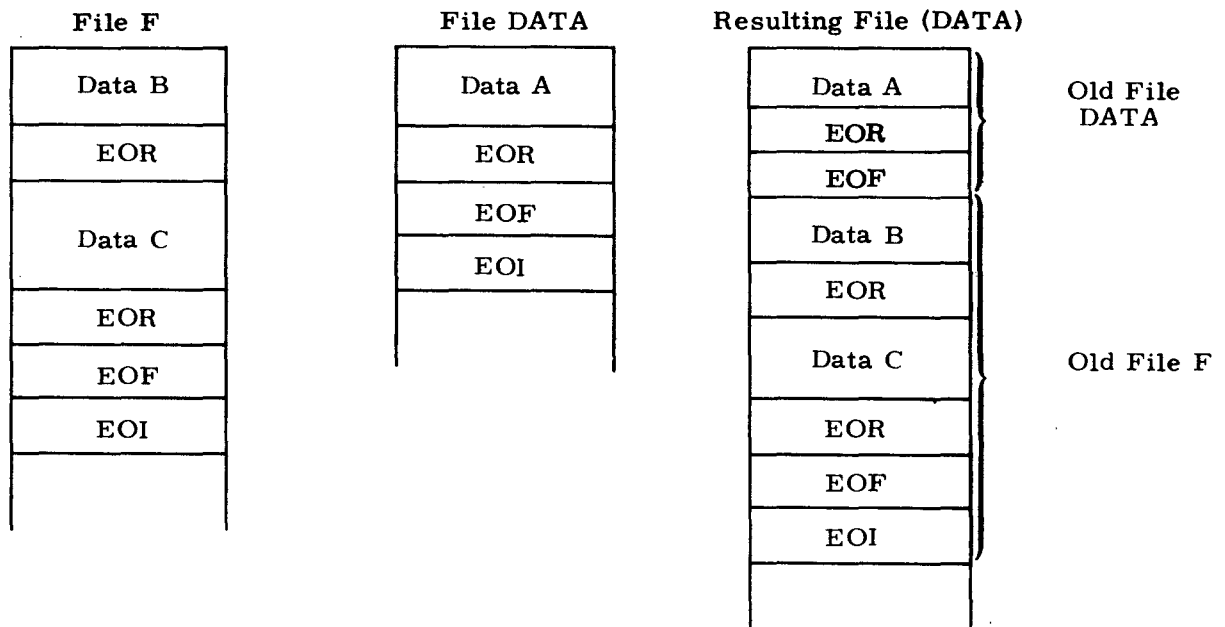 File F
Data B
EOR
Data C
EOR
EOF
EOI
File DATA
Data A
EOR
EOF
EOI
Resulting File (DATA)
Data A
EOR
EOF
Data B
EOR
Data C
EOR
EOF
EOI
Old File
DATA
Old File F